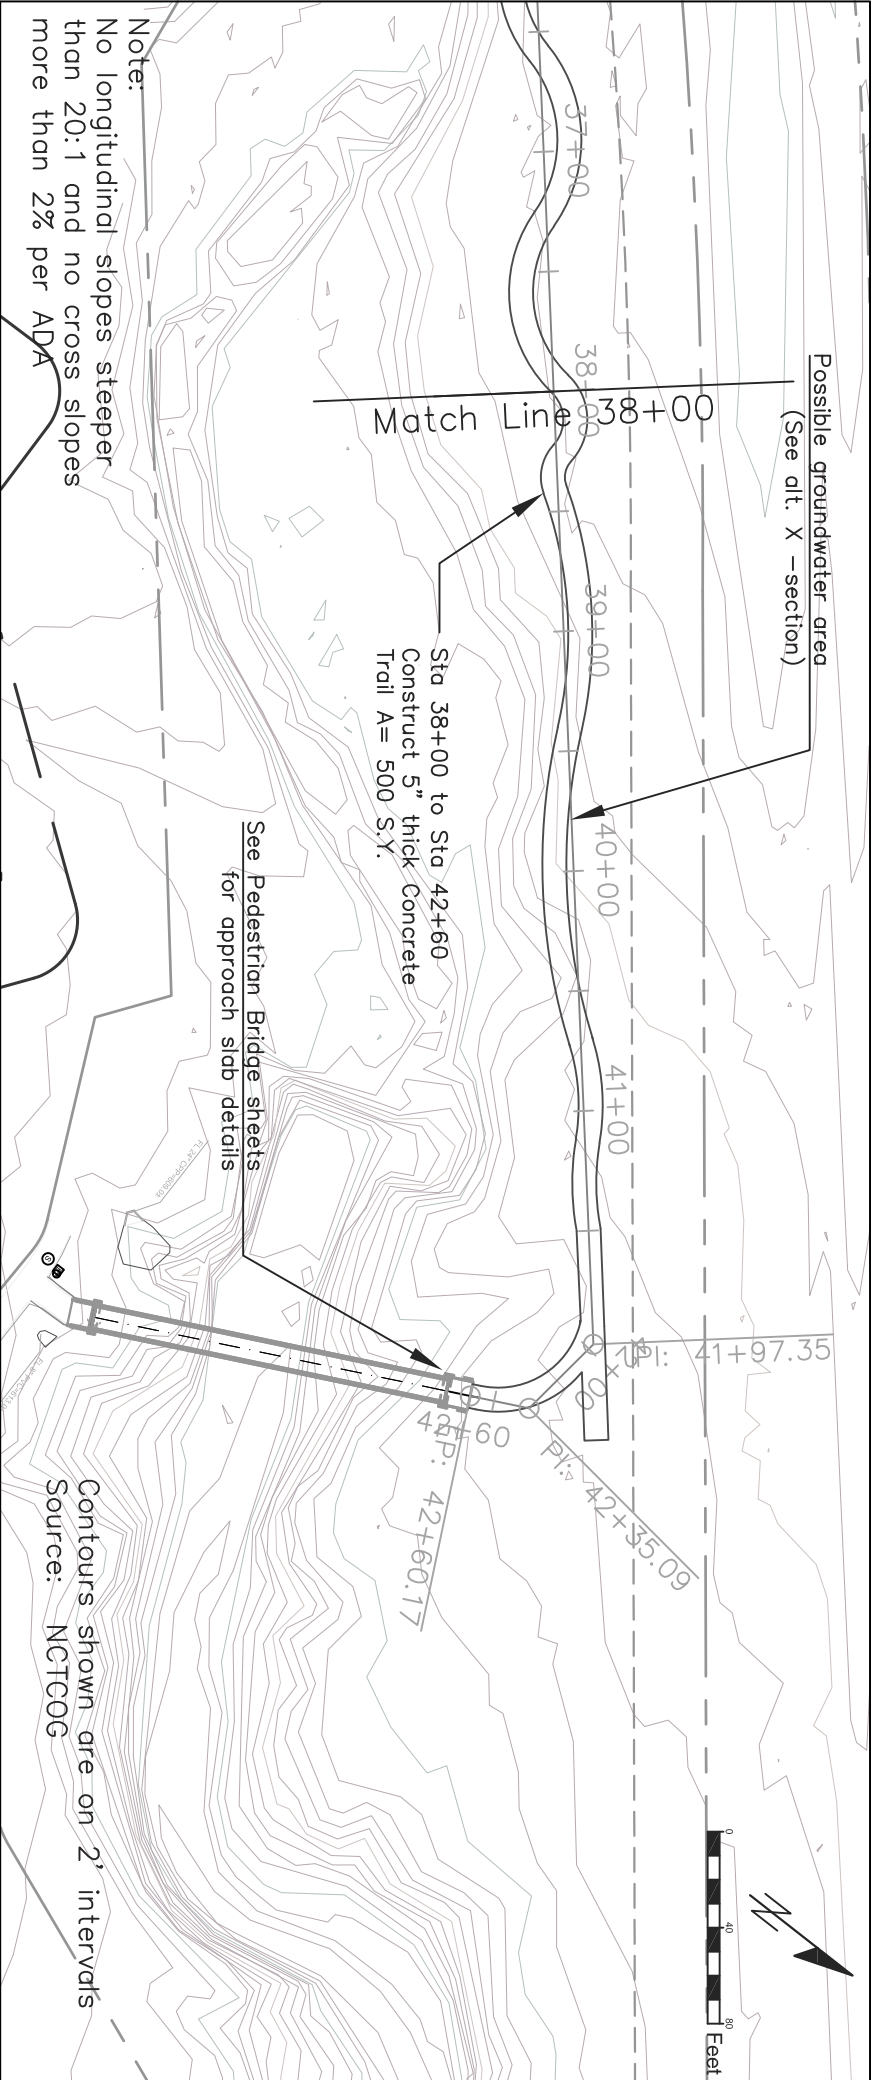 Note:
No longitudinal slopes steeper
than 20:1 and no cross slopes
more than 2% per ADA
37+00
38+00
Match Line 38+00
Possible groundwater area
(See alt. X -section)
39+00
Sta 38+00 to Sta 42+60
Construct 5" thick Concrete
Trail A= 500 S.Y.
40+00
See Pedestrian Bridge sheets
for approach slab details
41+00
PI: 41+97.35
PI: 42+35.09
42+60
EP: 42+60.17
Contours shown are on 2' intervals
Source: NCTCOG
0
40
80
Feet